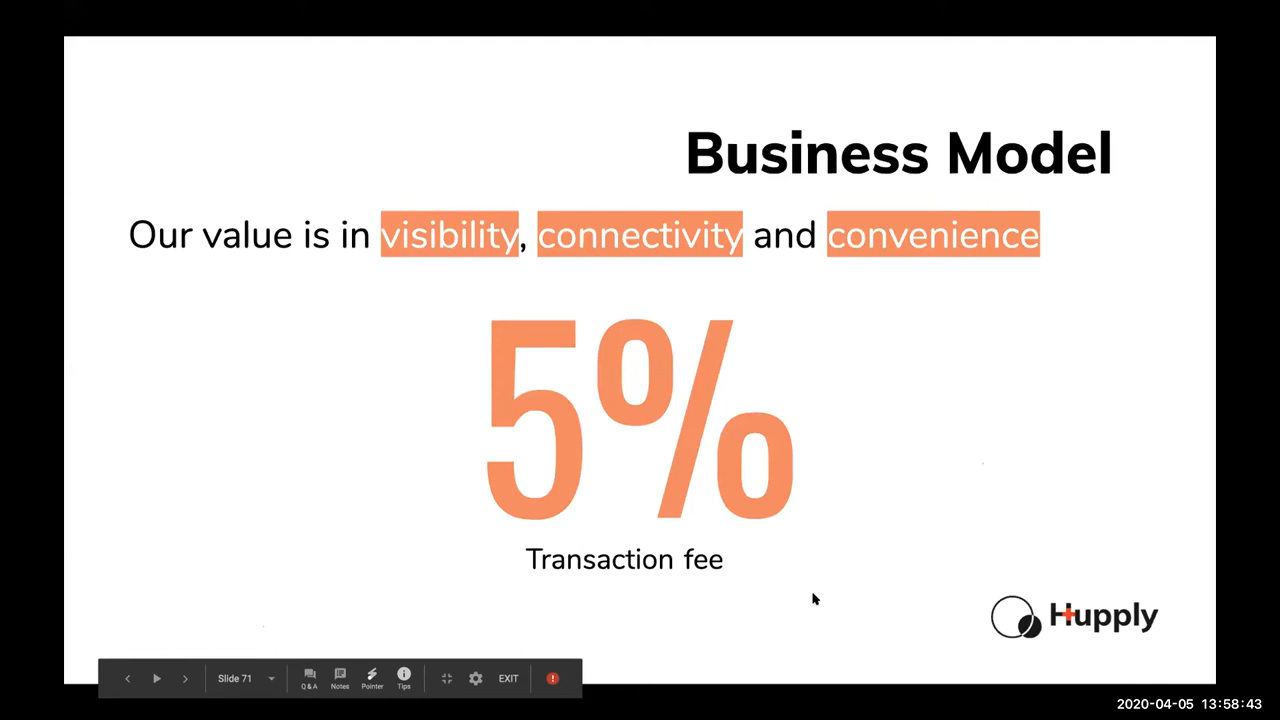 Business Model
Our value is in visibility, connectivity and convenience
5%
Transaction fee
Hupply
Slide 71
Q&A
Notes
Pointer
Tips
EXIT
2020-04-05 13:58:43